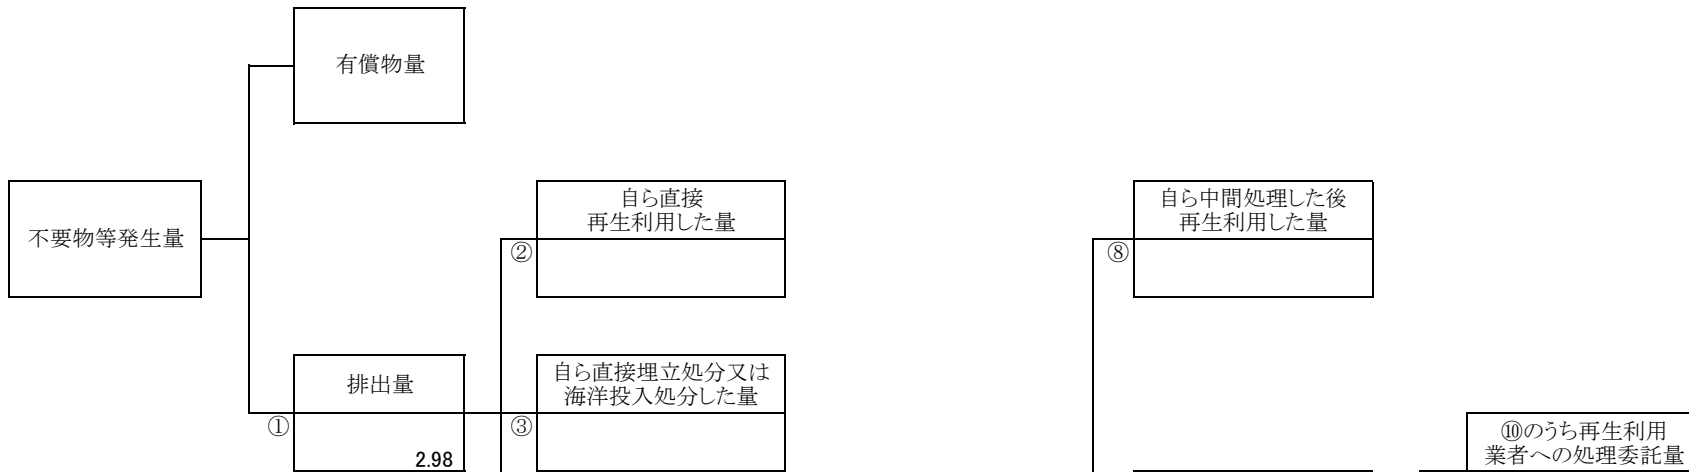 有償物量
自ら直接
再生利用した量
自ら中間処理した後
再生利用した量
不要物等発生量
②
⑧
排出量
自ら直接埋立処分又は
海洋投入処分した量
①
③
2.98
⑩のうち再生利用
業者への処理委託量